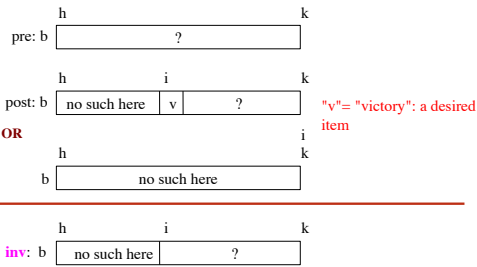 h k
pre: b ?
h i k
post: b no such here v ? "v"= "victory": a desired
item
OR i
h k
b no such here
h i k
inv: b no such here ?